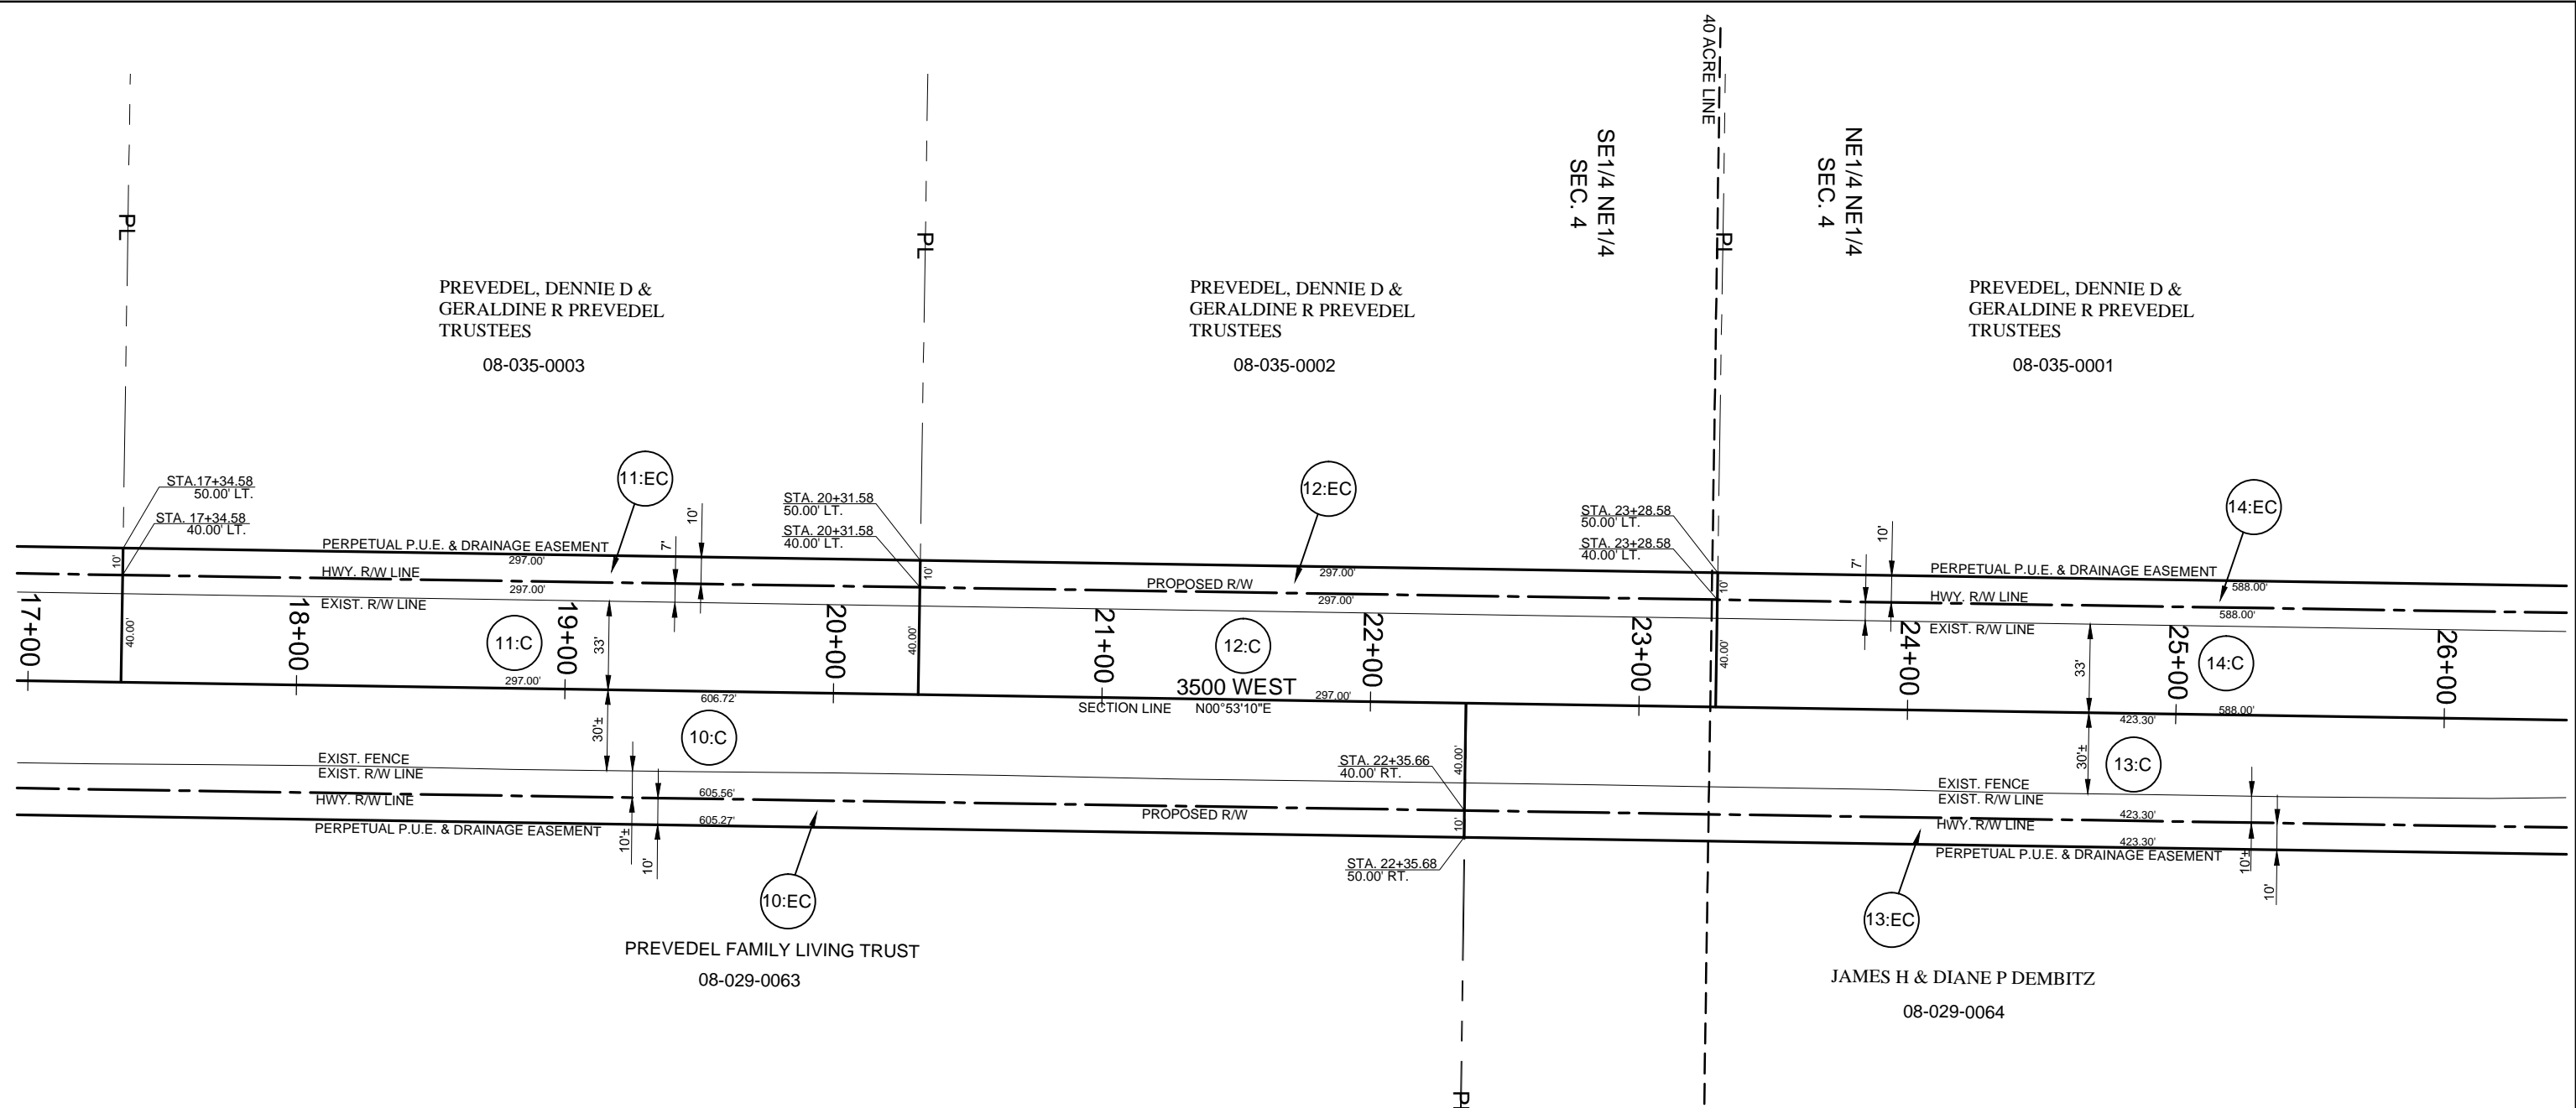 40 ACRE LINE
SE1/4 NE1/4
SEC. 4
NE1/4 NE1/4
SEC. 4
PL
PL
PL
PREVEDEL, DENNIE D &
GERALDINE R PREVEDEL
TRUSTEES
08-035-0003
PREVEDEL, DENNIE D &
GERALDINE R PREVEDEL
TRUSTEES
08-035-0002
PREVEDEL, DENNIE D &
GERALDINE R PREVEDEL
TRUSTEES
08-035-0001
STA.17+34.58
50.00' LT.
STA. 17+34.58
40.00' LT.
11:EC
STA. 20+31.58
50.00' LT.
STA. 20+31.58
40.00' LT.
12:EC
STA. 23+28.58
50.00' LT.
STA. 23+28.58
40.00' LT.
14:EC
10'
PERPETUAL P.U.E. & DRAINAGE EASEMENT
297.00'
7'
10'
10'
297.00'
10'
7'
10'
PERPETUAL P.U.E. & DRAINAGE EASEMENT
588.00'
HWY. R/W LINE
297.00'
PROPOSED R/W
297.00'
HWY. R/W LINE
588.00'
EXIST. R/W LINE
EXIST. R/W LINE
17+00
40.00'
18+00
11:C
19+00
33'
20+00
40.00'
21+00
12:C
22+00
23+00
40.00'
24+00
33'
25+00
14:C
26+00
297.00'
606.72'
3500 WEST
297.00'
SECTION LINE N00°53'10"E
423.30'
588.00'
30'±
10:C
EXIST. FENCE
EXIST. R/W LINE
HWY. R/W LINE
605.56'
PERPETUAL P.U.E. & DRAINAGE EASEMENT
605.27'
10'±
10'
PROPOSED R/W
STA. 22+35.66
40.00' RT.
40.00'
10'
STA. 22+35.68
50.00' RT.
30'±
13:C
EXIST. FENCE
EXIST. R/W LINE
HWY. R/W LINE
423.30'
PERPETUAL P.U.E. & DRAINAGE EASEMENT
423.30'
10'±
10'
10:EC
13:EC
PREVEDEL FAMILY LIVING TRUST
08-029-0063
JAMES H & DIANE P DEMBITZ
08-029-0064
PL